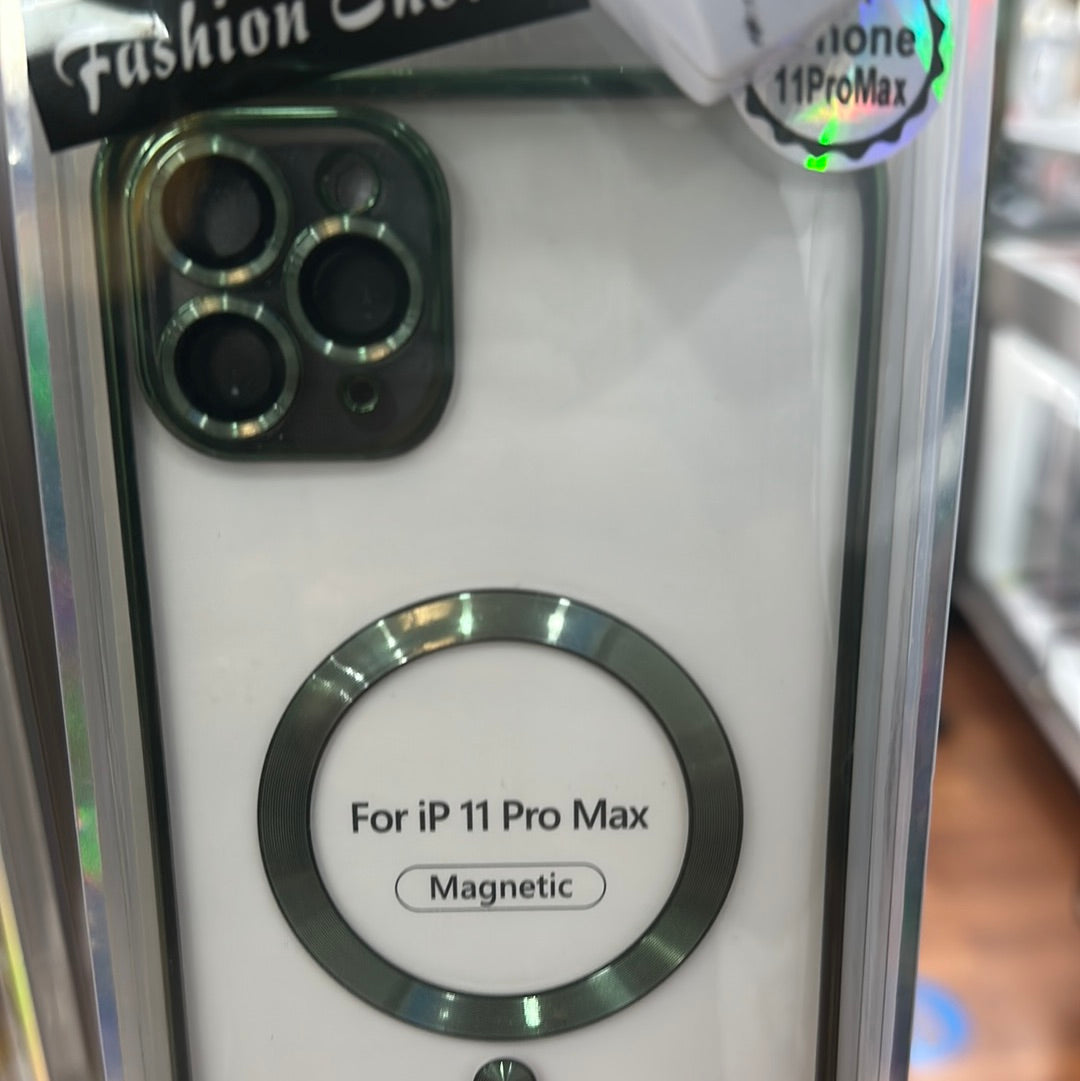 Fashion
11ProMax
For iP 11 Pro Max
Magnetic